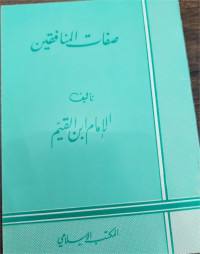 صفات المنافقين
تأليف
الإمام ابن القيم
المكتب الإسلامي